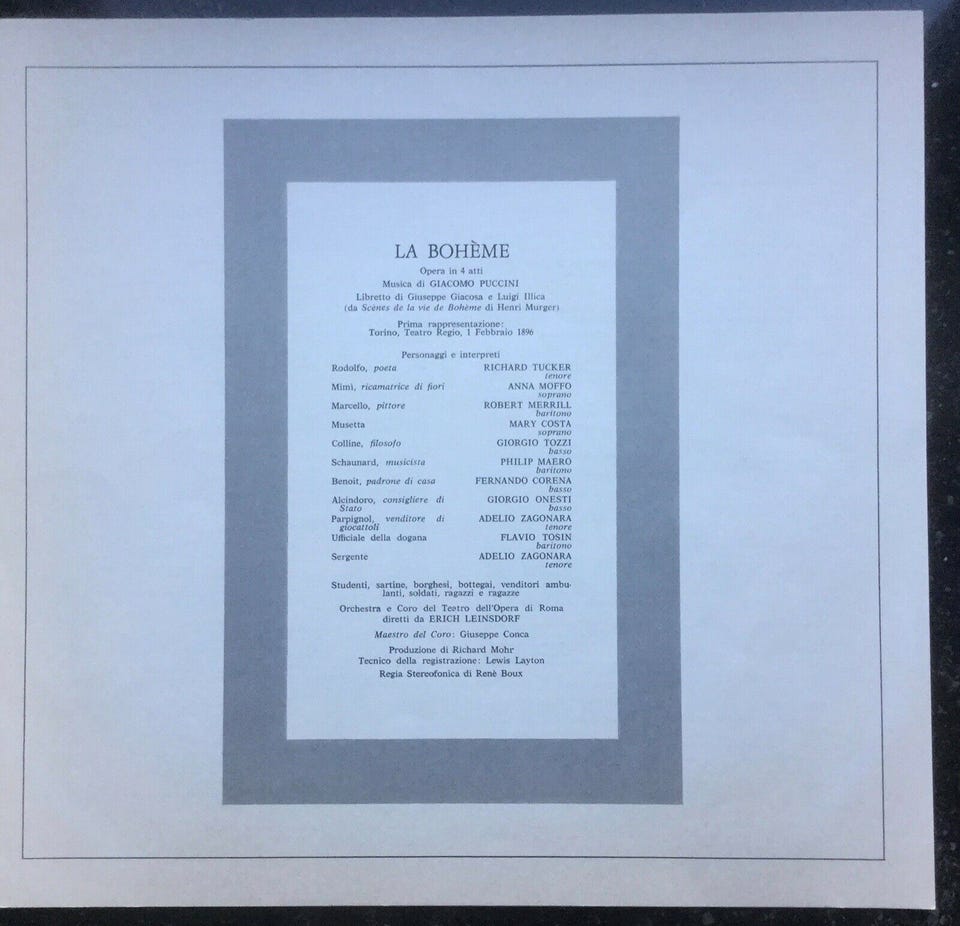 LA BOHÈME
Opera in 4 atti
Musica di GIACOMO PUCCINI
Libretto di Giuseppe Giacosa e Luigi Illica
(da Scènes de la vie de Bohème di Henri Murger)
Prima rappresentazione:
Torino, Teatro Regio, 1 Febbraio 1896
Personaggi e interpreti
Rodolfo, poeta RICHARD TUCKER
tenore
Mimì, ricamatrice di fiori ANNA MOFFO
soprano
Marcello, pittore ROBERT MERRILL
baritono
Musetta MARY COSTA
soprano
Colline, filosofo GIORGIO TOZZI
basso
Schaunard, musicista PHILIP MAERO
baritono
Benoit, padrone di casa FERNANDO CORENA
basso
Alcindoro, consigliere di GIORGIO ONESTI
Stato basso
Parpignol, venditore di ADELIO ZAGONARA
giocattoli tenore
Ufficiale della dogana FLAVIO TOSIN
baritono
Sergente ADELIO ZAGONARA
tenore
Studenti, sartine, borghesi, bottegai, venditori ambu-
lanti, soldati, ragazzi e ragazze
Orchestra e Coro del Teatro dell'Opera di Roma
diretti da ERICH LEINSDORF
Maestro del Coro: Giuseppe Conca
Produzione di Richard Mohr
Tecnico della registrazione: Lewis Layton
Regia Stereofonica di Renè Boux